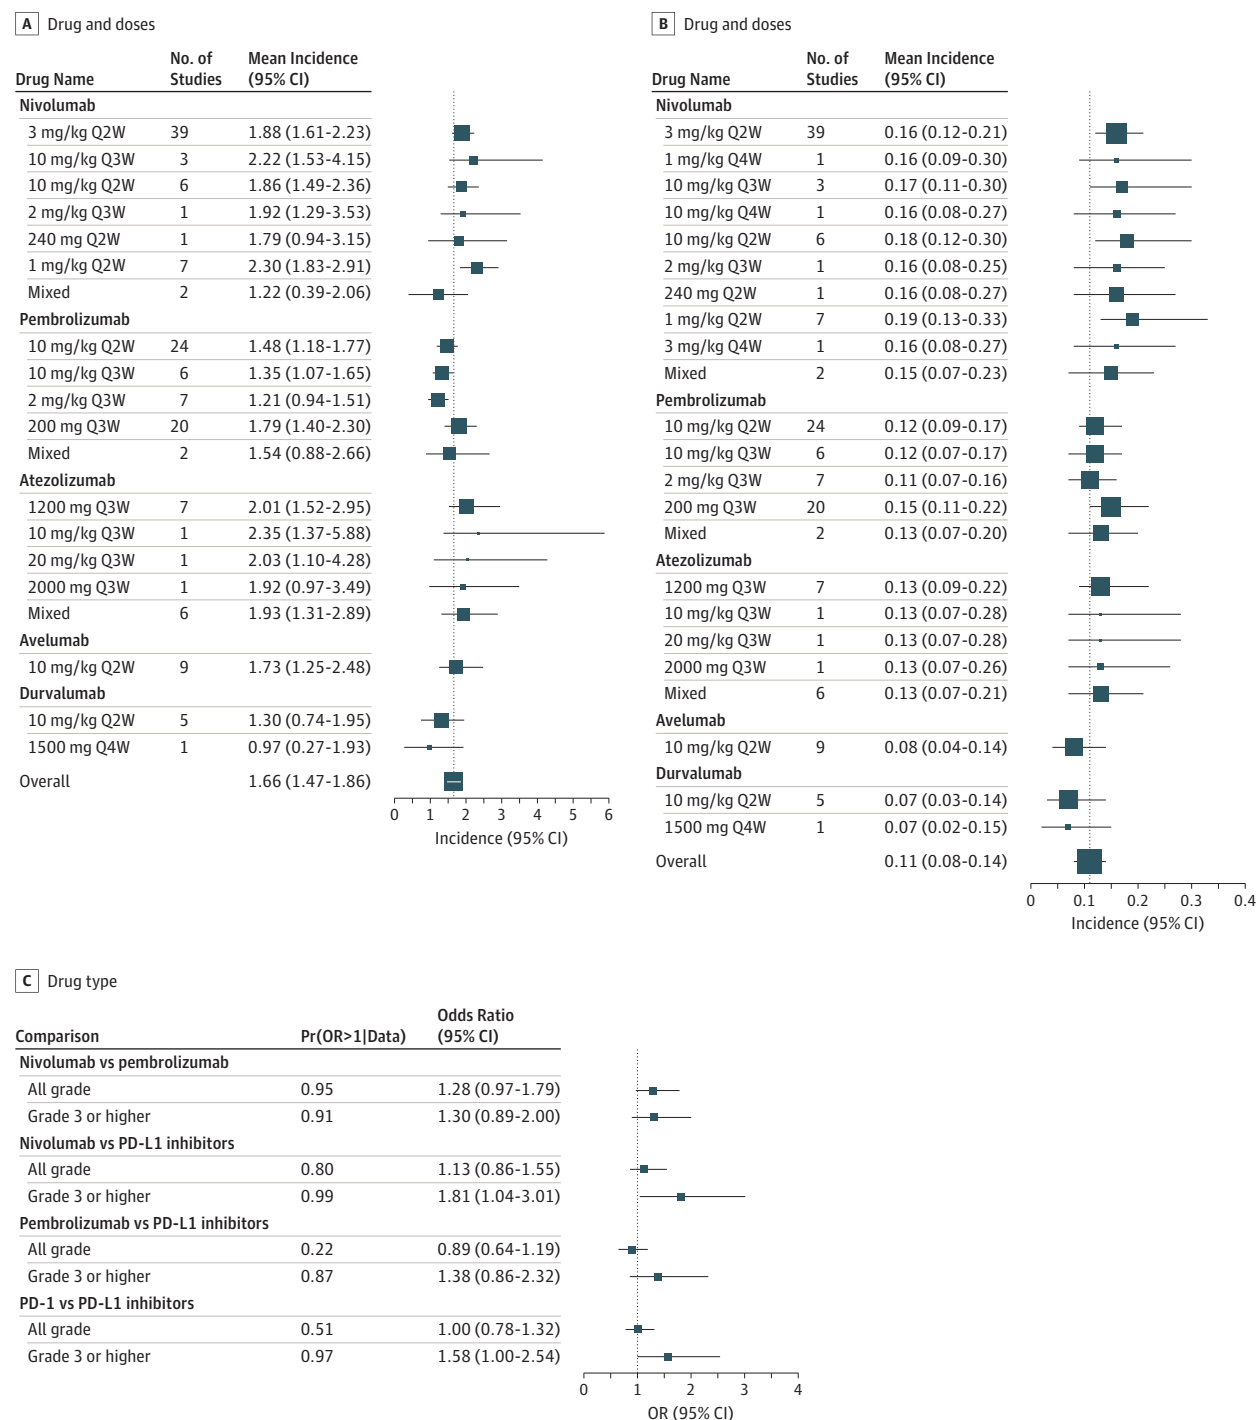 A Drug and doses
Drug Name No. of Studies Mean Incidence (95% CI)
Nivolumab
3 mg/kg Q2W 39 1.88 (1.61-2.23)
10 mg/kg Q3W 3 2.22 (1.53-4.15)
10 mg/kg Q2W 6 1.86 (1.49-2.36)
2 mg/kg Q3W 1 1.92 (1.29-3.53)
240 mg Q2W 1 1.79 (0.94-3.15)
1 mg/kg Q2W 7 2.30 (1.83-2.91)
Mixed 2 1.22 (0.39-2.06)
Pembrolizumab
10 mg/kg Q2W 24 1.48 (1.18-1.77)
10 mg/kg Q3W 6 1.35 (1.07-1.65)
2 mg/kg Q3W 7 1.21 (0.94-1.51)
200 mg Q3W 20 1.79 (1.40-2.30)
Mixed 2 1.54 (0.88-2.66)
Atezolizumab
1200 mg Q3W 7 2.01 (1.52-2.95)
10 mg/kg Q3W 1 2.35 (1.37-5.88)
20 mg/kg Q3W 1 2.03 (1.10-4.28)
2000 mg Q3W 1 1.92 (0.97-3.49)
Mixed 6 1.93 (1.31-2.89)
Avelumab
10 mg/kg Q2W 9 1.73 (1.25-2.48)
Durvalumab
10 mg/kg Q2W 5 1.30 (0.74-1.95)
1500 mg Q4W 1 0.97 (0.27-1.93)
Overall 1.66 (1.47-1.86)
0 1 2 3 4 5 6
Incidence (95% CI)
B Drug and doses
Drug Name No. of Studies Mean Incidence (95% CI)
Nivolumab
3 mg/kg Q2W 39 0.16 (0.12-0.21)
1 mg/kg Q4W 1 0.16 (0.09-0.30)
10 mg/kg Q3W 3 0.17 (0.11-0.30)
10 mg/kg Q4W 1 0.16 (0.08-0.27)
10 mg/kg Q2W 6 0.18 (0.12-0.30)
2 mg/kg Q3W 1 0.16 (0.08-0.25)
240 mg Q2W 1 0.16 (0.08-0.27)
1 mg/kg Q2W 7 0.19 (0.13-0.33)
3 mg/kg Q4W 1 0.16 (0.08-0.27)
Mixed 2 0.15 (0.07-0.23)
Pembrolizumab
10 mg/kg Q2W 24 0.12 (0.09-0.17)
10 mg/kg Q3W 6 0.12 (0.07-0.17)
2 mg/kg Q3W 7 0.11 (0.07-0.16)
200 mg Q3W 20 0.15 (0.11-0.22)
Mixed 2 0.13 (0.07-0.20)
Atezolizumab
1200 mg Q3W 7 0.13 (0.09-0.22)
10 mg/kg Q3W 1 0.13 (0.07-0.28)
20 mg/kg Q3W 1 0.13 (0.07-0.28)
2000 mg Q3W 1 0.13 (0.07-0.26)
Mixed 6 0.13 (0.07-0.21)
Avelumab
10 mg/kg Q2W 9 0.08 (0.04-0.14)
Durvalumab
10 mg/kg Q2W 5 0.07 (0.03-0.14)
1500 mg Q4W 1 0.07 (0.02-0.15)
Overall 0.11 (0.08-0.14)
0 0.1 0.2 0.3 0.4
Incidence (95% CI)
C Drug type
Comparison Pr(OR>1|Data) Odds Ratio (95% CI)
Nivolumab vs pembrolizumab
All grade 0.95 1.28 (0.97-1.79)
Grade 3 or higher 0.91 1.30 (0.89-2.00)
Nivolumab vs PD-L1 inhibitors
All grade 0.80 1.13 (0.86-1.55)
Grade 3 or higher 0.99 1.81 (1.04-3.01)
Pembrolizumab vs PD-L1 inhibitors
All grade 0.22 0.89 (0.64-1.19)
Grade 3 or higher 0.87 1.38 (0.86-2.32)
PD-1 vs PD-L1 inhibitors
All grade 0.51 1.00 (0.78-1.32)
Grade 3 or higher 0.97 1.58 (1.00-2.54)
0 1 2 3 4
OR (95% CI)